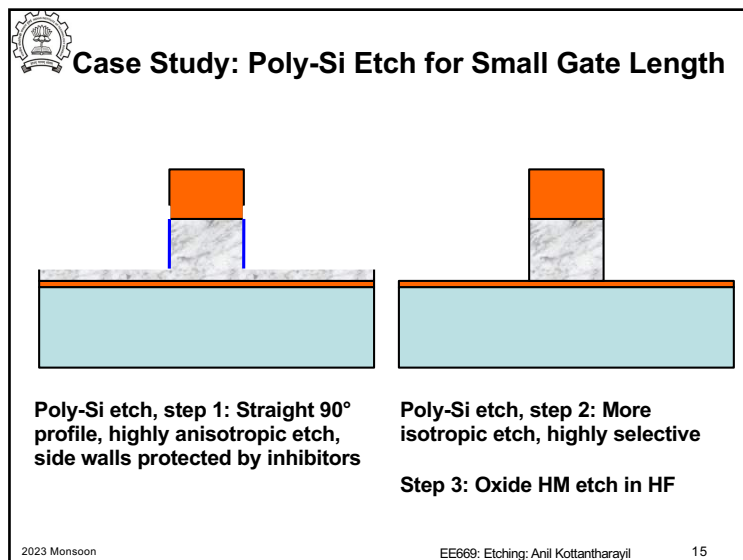 Case Study: Poly-Si Etch for Small Gate Length
Poly-Si etch, step 1: Straight 90°
profile, highly anisotropic etch,
side walls protected by inhibitors
Poly-Si etch, step 2: More
isotropic etch, highly selective
Step 3: Oxide HM etch in HF
2023 Monsoon
EE669: Etching: Anil Kottantharayil
15